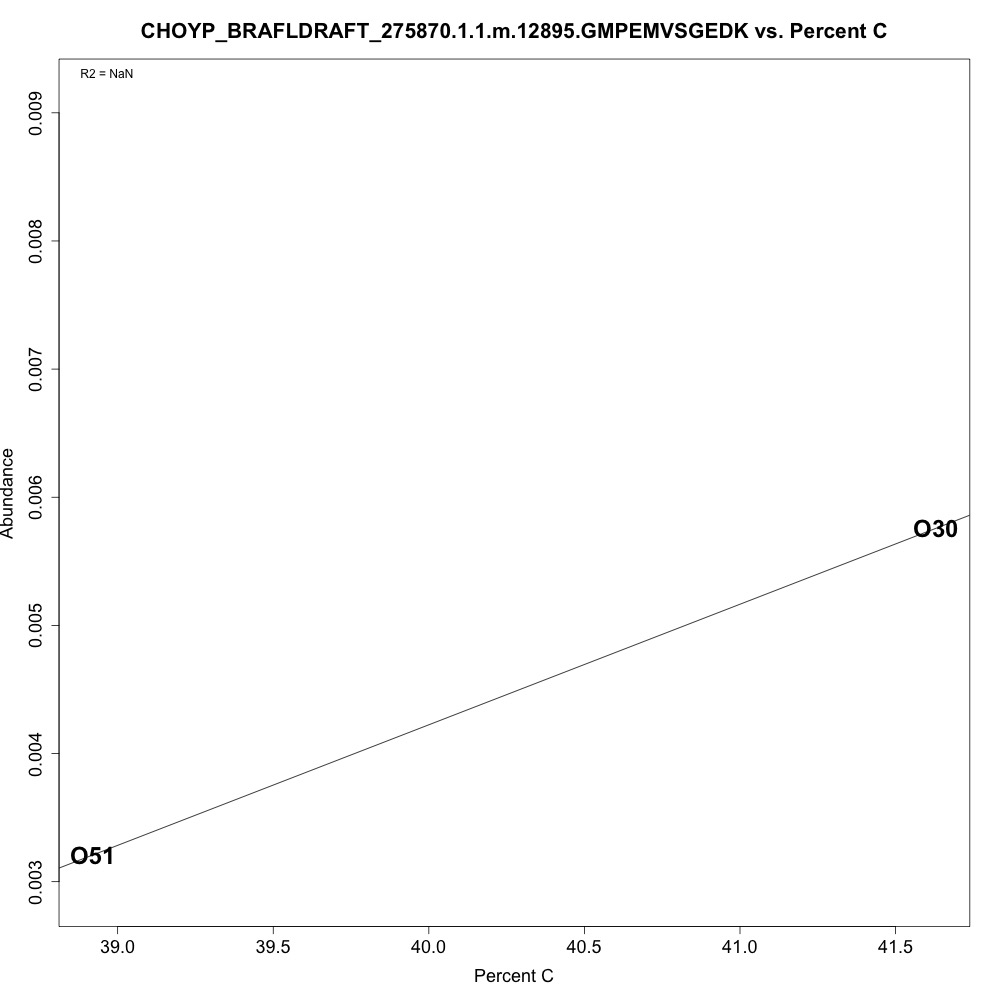 CHOYP_BRAFLDRAFT_275870.1.1.m.12895.GMPEMVSGEDK vs. Percent C
R2 = NaN
0.009
0.008
0.007
0.006
0.005
0.004
0.003
Abundance
O30
O51
39.0 39.5 40.0 40.5 41.0 41.5
Percent C